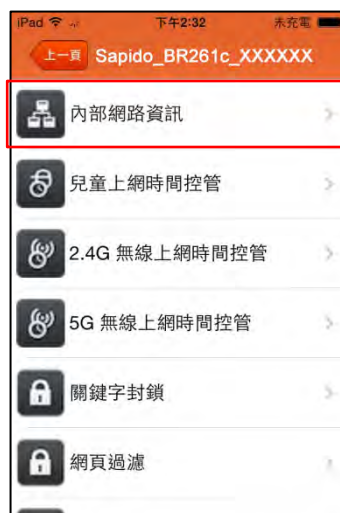 iPad 下午2:32 未充電
上一頁 Sapido_BR261c_XXXXXX
內部網路資訊
兒童上網時間控管
2.4G 無線上網時間控管
5G 無線上網時間控管
關鍵字封鎖
網頁過濾